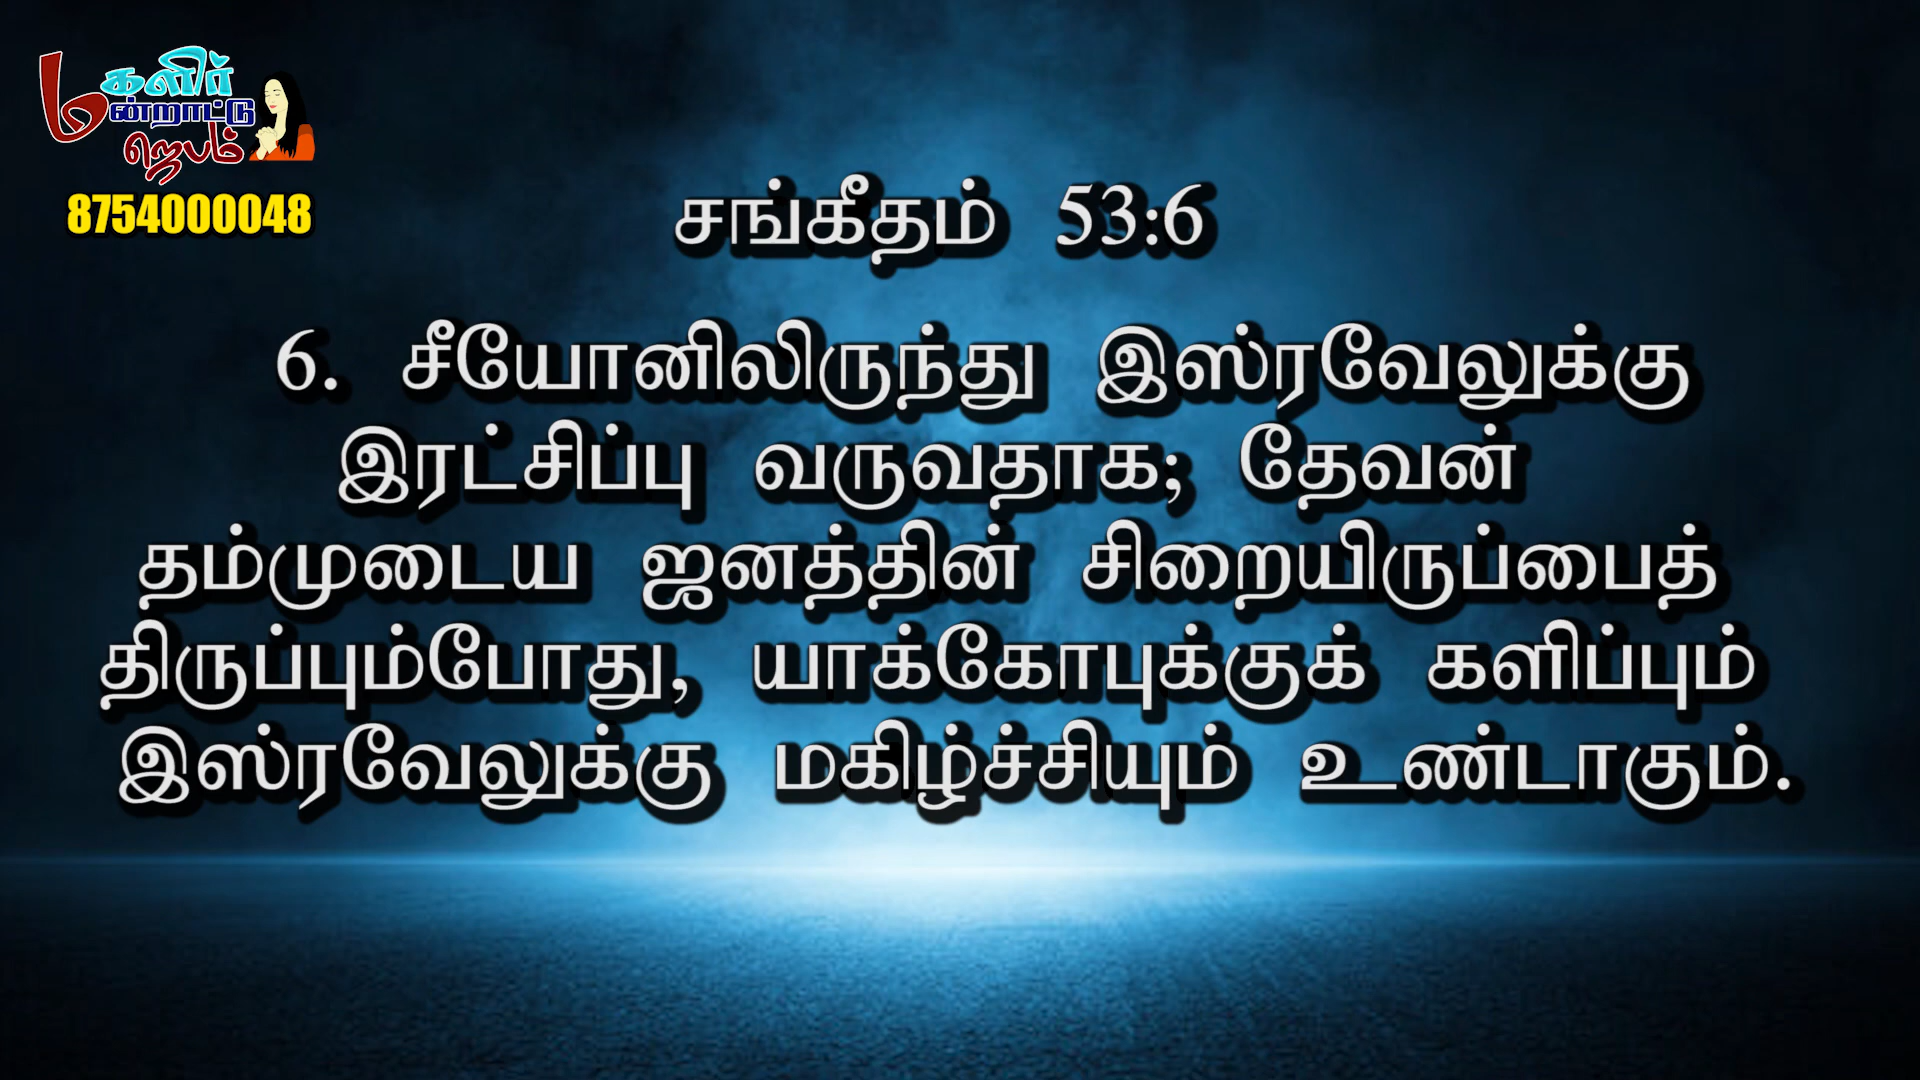 மகளிர்
மன்றாட்டு
ஜெபம்
8754000048
சங்கீதம் 53:6
6. சீயோனிலிருந்து இஸ்ரவேலுக்கு
இரட்சிப்பு வருவதாக; தேவன்
தம்முடைய ஜனத்தின் சிறையிருப்பைத்
திருப்பும்போது, யாக்கோபுக்குக் களிப்பும்
இஸ்ரவேலுக்கு மகிழ்ச்சியும் உண்டாகும்.